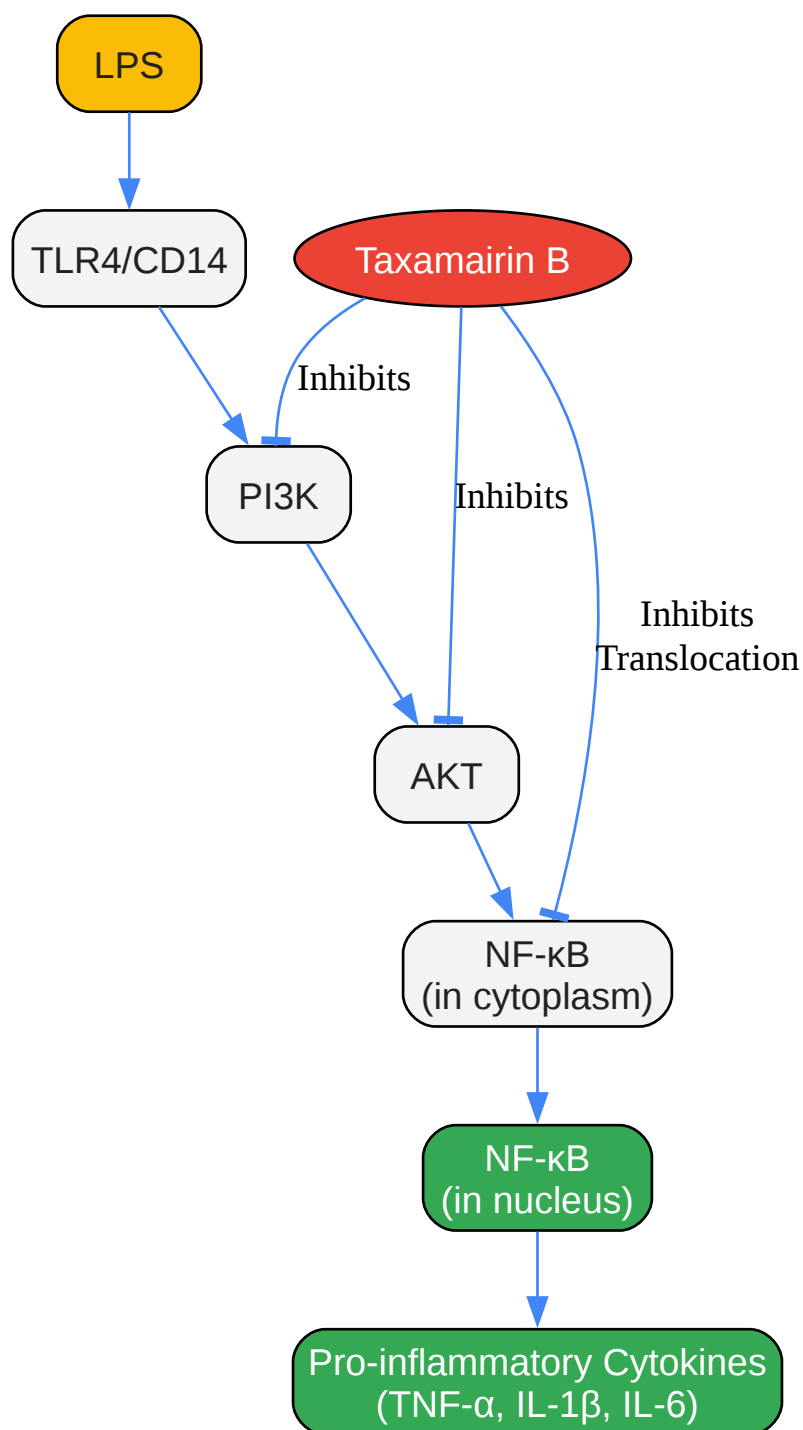 LPS
TLR4/CD14
Taxamairin B
Inhibits
PI3K
Inhibits
Inhibits
Translocation
AKT
NF-κB
(in cytoplasm)
NF-κB
(in nucleus)
Pro-inflammatory Cytokines
(TNF-α, IL-1β, IL-6)